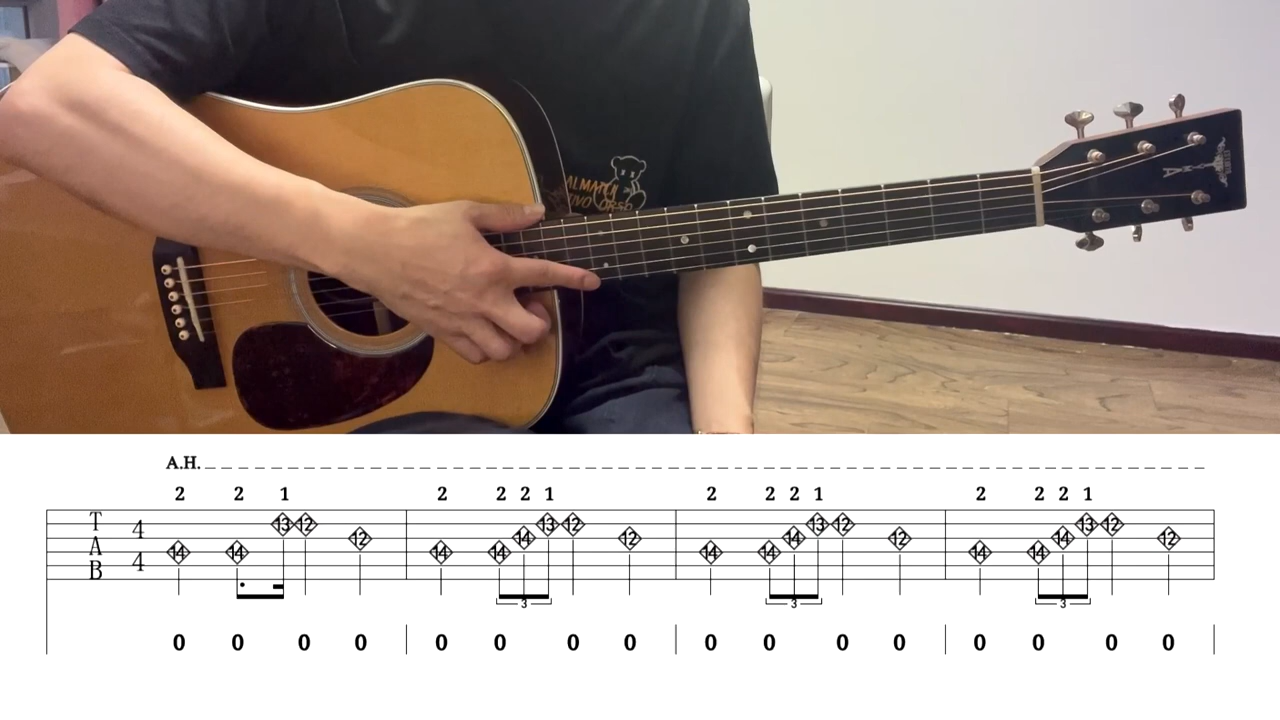 ALMATCH
VIVO ORSO
A.H.
2 2 1 2 2 2 1 2 2 2 1 2 2 2 1
T
A
B
4
4
13 12 13 12 13 12 13 12
12 14 12 14 12 14 12
14 14 14 14 14 14 14 14
3 3 3
0 0 0 0 0 0 0 0 0 0 0 0 0 0 0 0